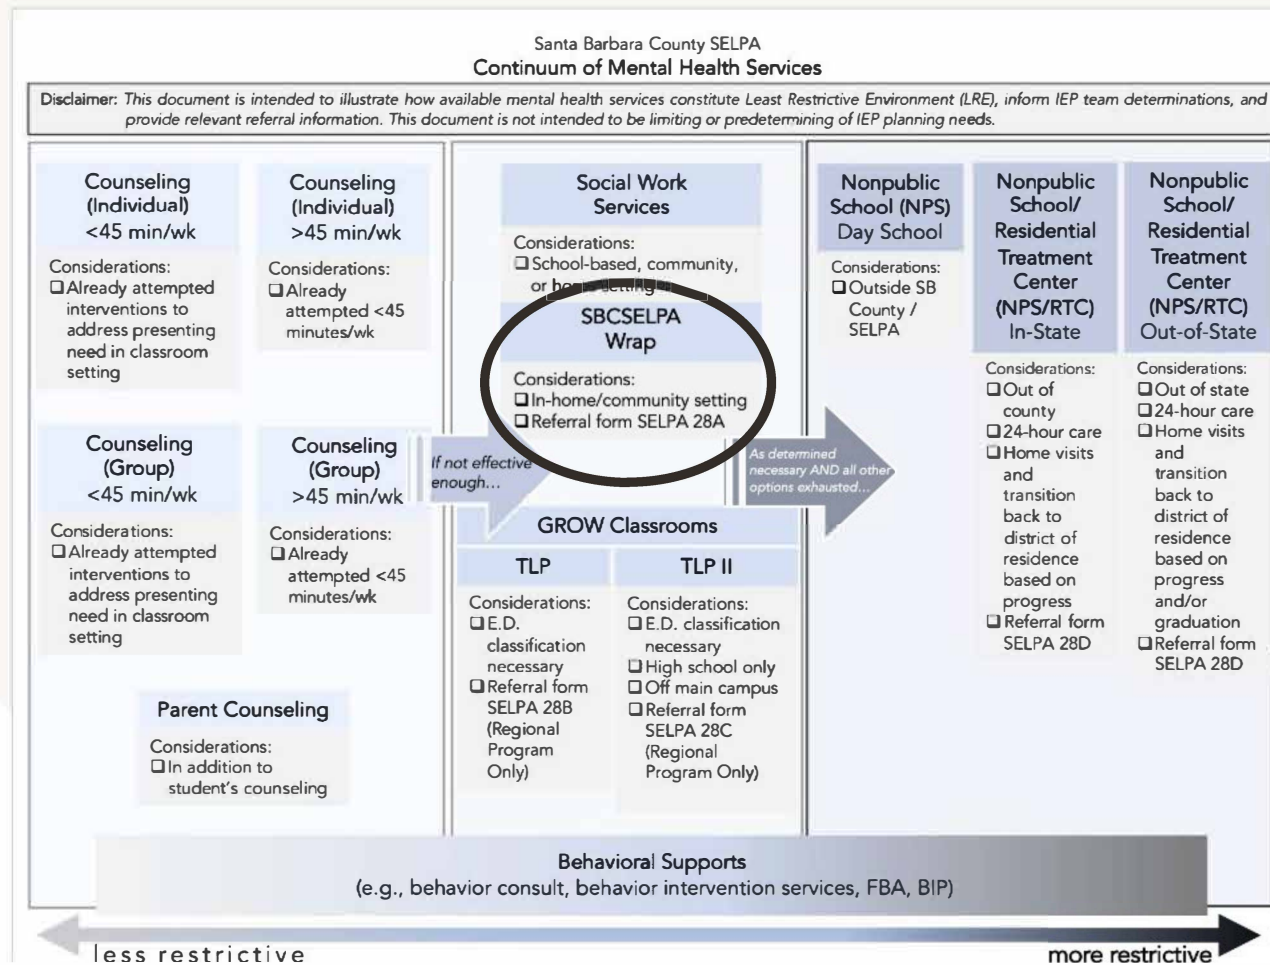 Santa Barbara County SELPA
Continuum of Mental Health Services
Disclaimer: This document is intended to illustrate how available mental health services constitute Least Restrictive Environment (LRE), inform IEP team determinations, and
provide relevant referral information. This document is not intended to be limiting or predetermining of IEP planning needs.
Counseling
(Individual)
<45 min/wk
Considerations:
Already attempted
interventions to
address presenting
need in classroom
setting
Counseling
(Individual)
>45 min/wk
Considerations:
Already
attempted <45
minutes/wk
Counseling
(Group)
<45 min/wk
Considerations:
Already attempted
interventions to
address presenting
need in classroom
setting
Counseling
(Group)
>45 min/wk
Considerations:
Already
attempted <45
minutes/wk
Parent Counseling
Considerations:
In addition to
student's counseling
If not effective
enough...
Social Work
Services
Considerations:
School-based, community,
or home setting
SBCSELPA
Wrap
Considerations:
In-home/community setting
Referral form SELPA 28A
GROW Classrooms
TLP
Considerations:
E.D.
classification
necessary
Referral form
SELPA 28B
(Regional
Program
Only)
TLP II
Considerations:
E.D. classification
necessary
High school only
Off main campus
Referral form
SELPA 28C
(Regional
Program Only)
As determined
necessary AND all other
options exhausted...
Nonpublic
School (NPS)
Day School
Considerations:
Outside SB
County /
SELPA
Nonpublic
School/
Residential
Treatment
Center
(NPS/RTC)
In-State
Considerations:
Out of
county
24-hour care
Home visits
and
transition
back to
district of
residence
based on
progress
Referral form
SELPA 28D
Nonpublic
School/
Residential
Treatment
Center
(NPS/RTC)
Out-of-State
Considerations:
Out of state
24-hour care
Home visits
and
transition
back to
district of
residence
based on
progress
and/or
graduation
Referral form
SELPA 28D
Behavioral Supports
(e.g., behavior consult, behavior intervention services, FBA, BIP)
less restrictive
more restrictive